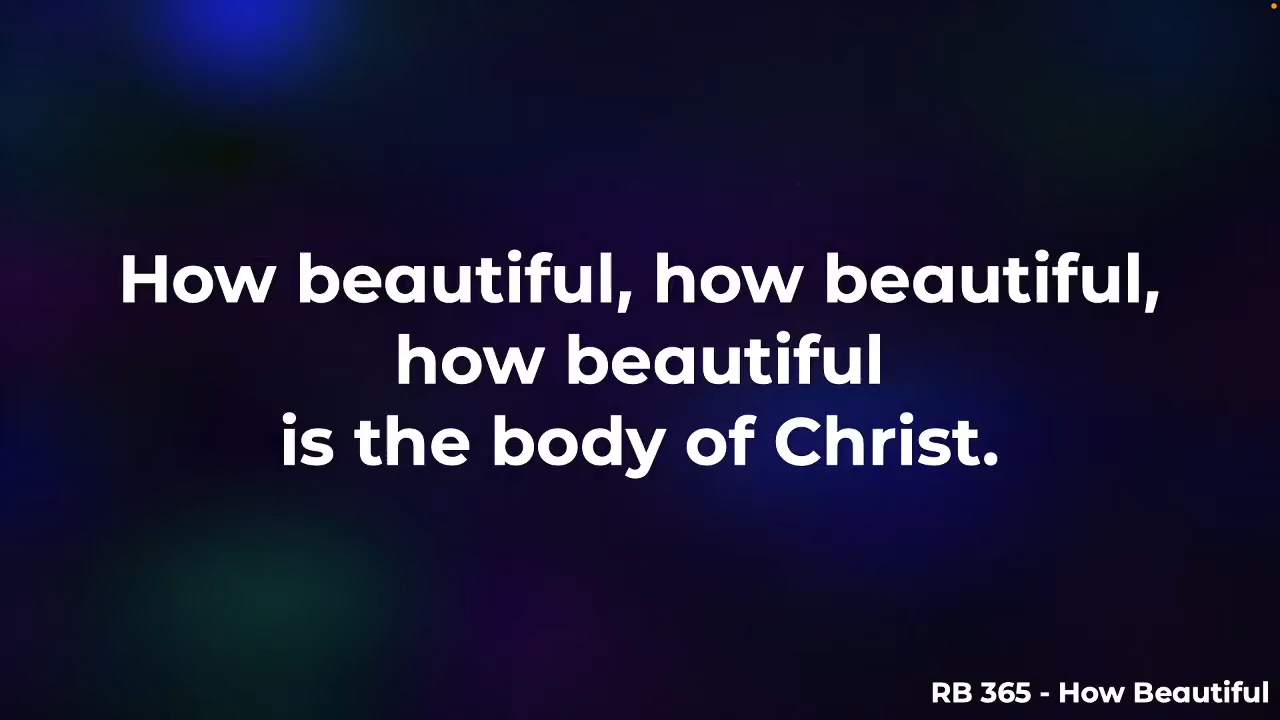 How beautiful, how beautiful,
how beautiful
is the body of Christ.
RB 365 - How Beautiful